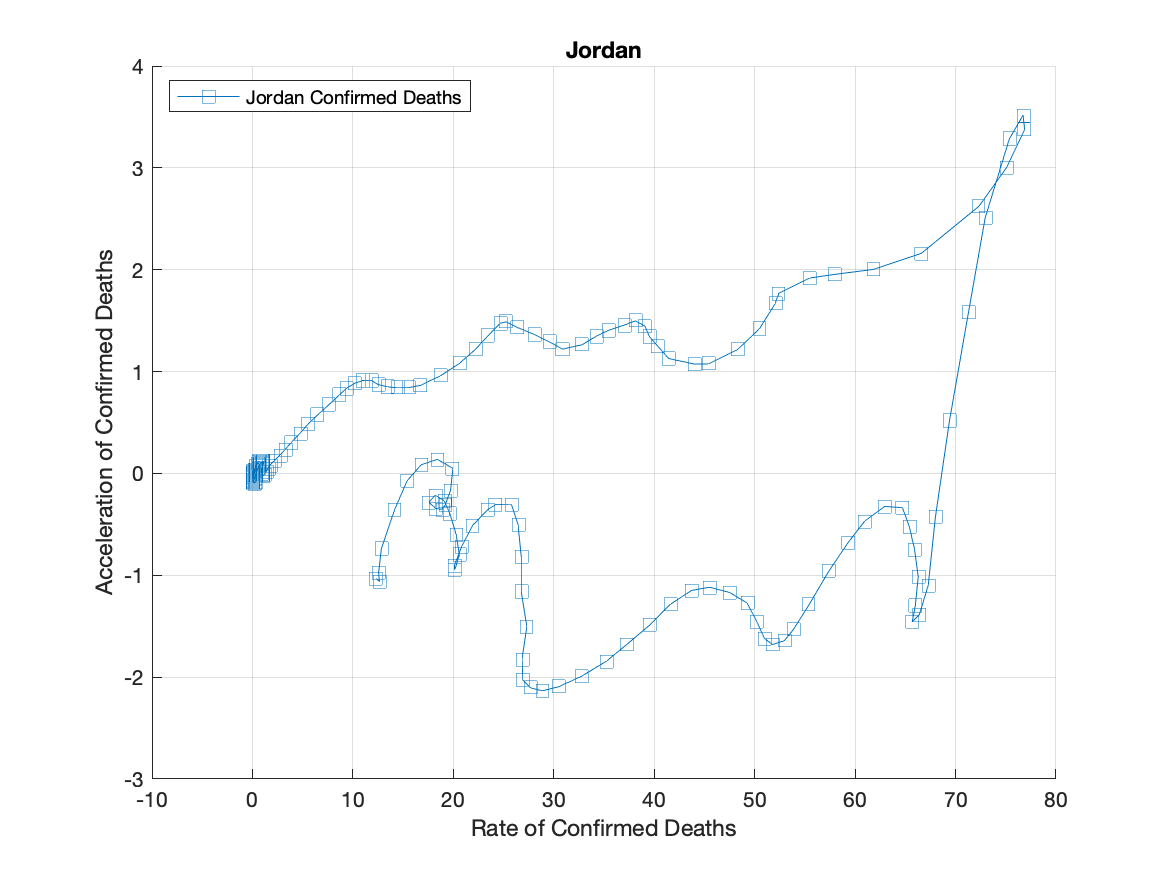 Jordan
Jordan Confirmed Deaths
4
3
2
1
0
-1
-2
-3
Acceleration of Confirmed Deaths
-10 0 10 20 30 40 50 60 70 80
Rate of Confirmed Deaths